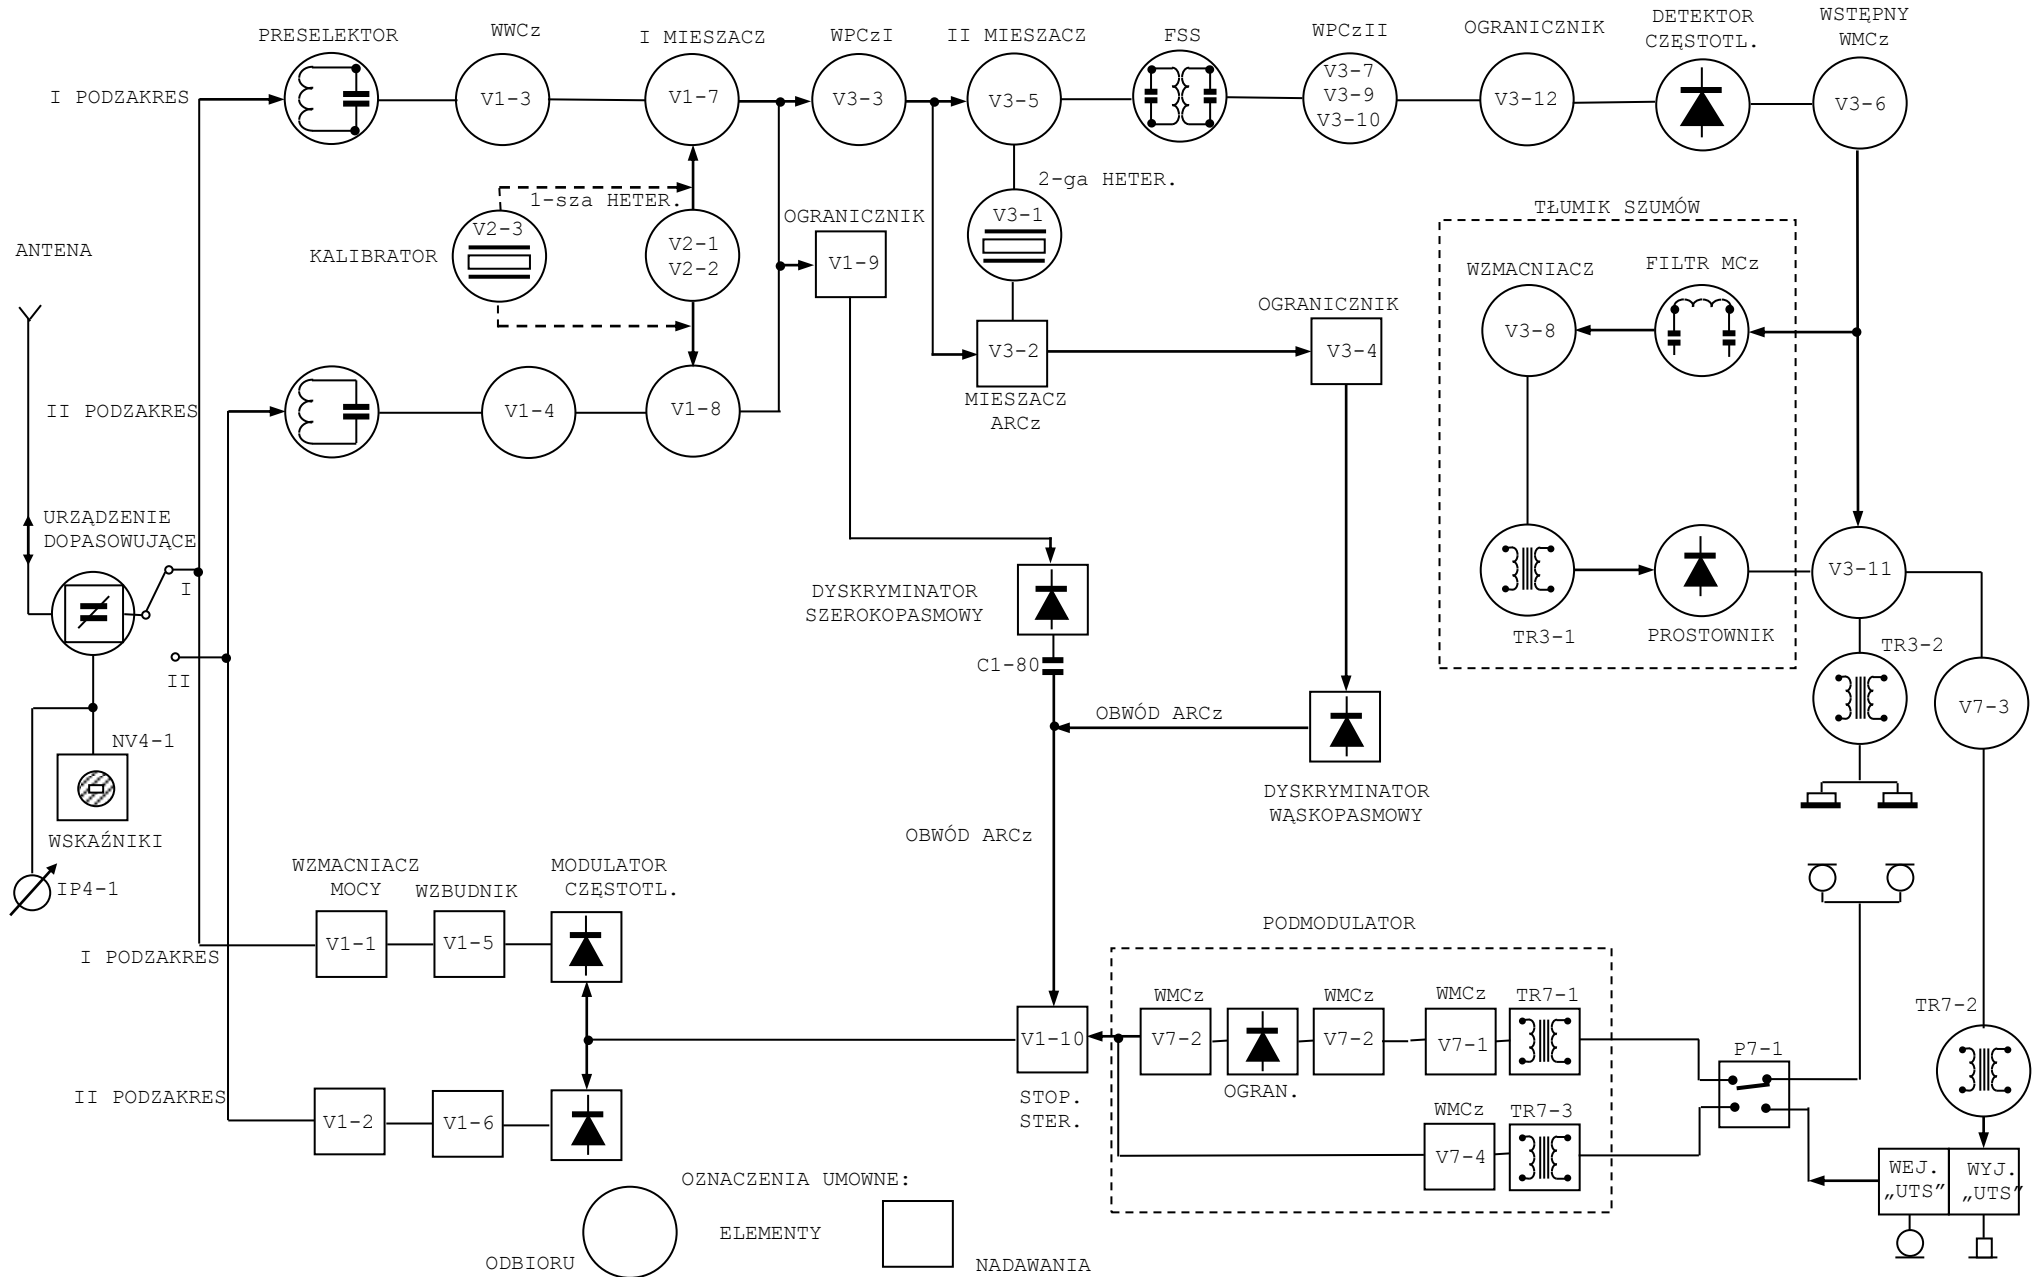 PRESELEKTOR
WWCz
I MIESZACZ
WPCzI
II MIESZACZ
FSS
WPCzII
OGRANICZNIK
DETEKTOR
CZĘSTOTL.
WSTĘPNY
WMCz
I PODZAKRES
V1-3
V1-7
V3-3
V3-5
V3-7
V3-9
V3-10
V3-12
V3-6
1-sza HETER.
2-ga HETER.
ANTENA
KALIBRATOR
V2-3
V2-1
V2-2
OGRANICZNIK
V1-9
V3-1
TŁUMIK SZUMÓW
WZMACNIACZ
FILTR MCz
V3-8
OGRANICZNIK
V3-2
V3-4
MIESZACZ
ARCz
II PODZAKRES
V1-4
V1-8
URZĄDZENIE
DOPASOWUJĄCE
I
II
DYSKRYMINATOR
SZEROKOPASMOWY
C1-80
TR3-1
PROSTOWNIK
V3-11
TR3-2
V7-3
OBWÓD ARCz
DYSKRYMINATOR
WĄSKOPASMOWY
NV4-1
WSKAŹNIKI
IP4-1
OBWÓD ARCz
WZMACNIACZ
MOCY
WZBUDNIK
MODULATOR
CZĘSTOTL.
I PODZAKRES
V1-1
V1-5
PODMODULATOR
WMCz
WMCz
WMCz
TR7-1
V1-10
V7-2
V7-2
V7-1
OGRAN.
STOP.
STER.
P7-1
TR7-2
II PODZAKRES
V1-2
V1-6
WMCz
TR7-3
V7-4
WEJ.
„UTS”
WYJ.
„UTS”
OZNACZENIA UMOWNE:
ELEMENTY
ODBIORU
NADAWANIA